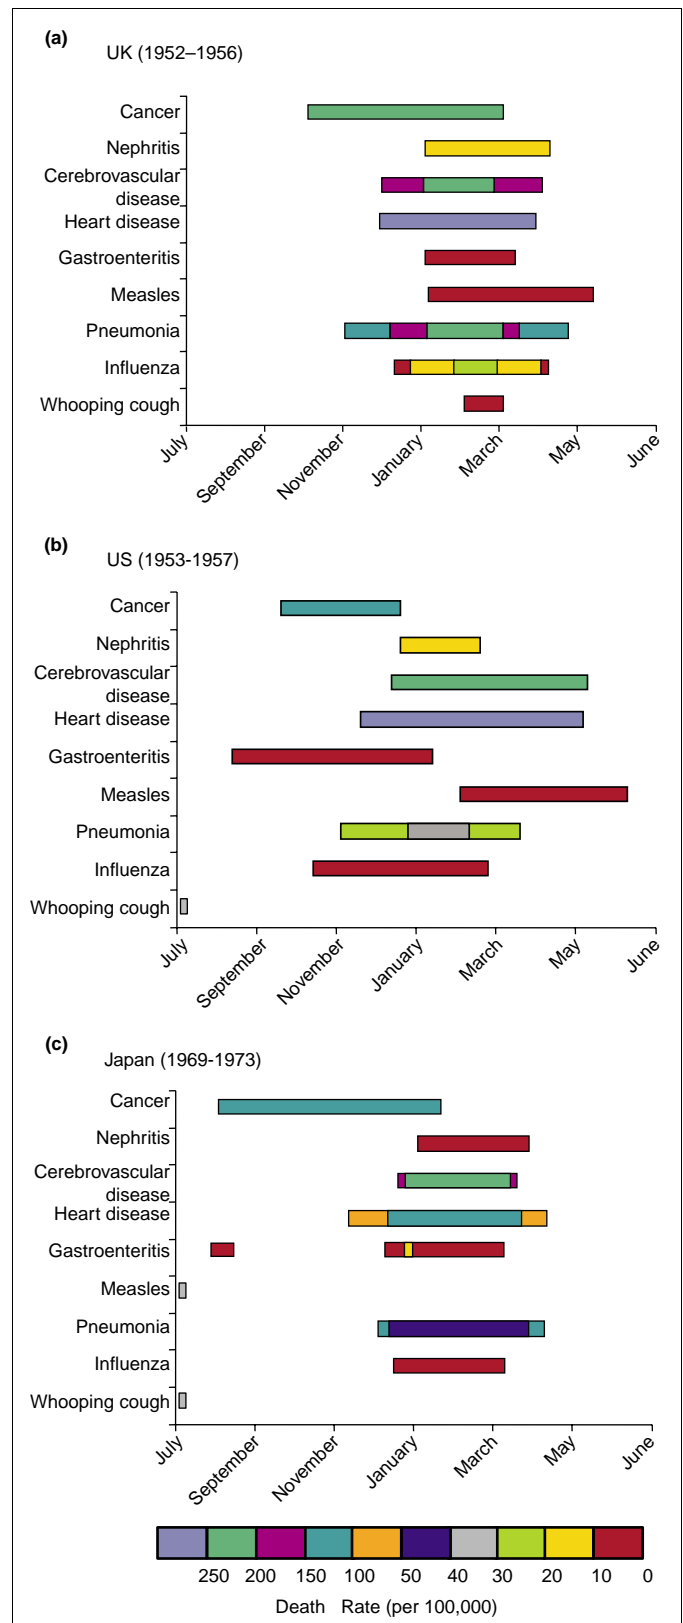 (a)
UK (1952–1956)
Cancer
Nephritis
Cerebrovascular
disease
Heart disease
Gastroenteritis
Measles
Pneumonia
Influenza
Whooping cough
July
September
November
January
March
May
June
(b)
US (1953-1957)
Cancer
Nephritis
Cerebrovascular
disease
Heart disease
Gastroenteritis
Measles
Pneumonia
Influenza
Whooping cough
July
September
November
January
March
May
June
(c)
Japan (1969-1973)
Cancer
Nephritis
Cerebrovascular
disease
Heart disease
Gastroenteritis
Measles
Pneumonia
Influenza
Whooping cough
July
September
November
January
March
May
June
250 200 150 100 50 40 30 20 10 0
Death Rate (per 100,000)